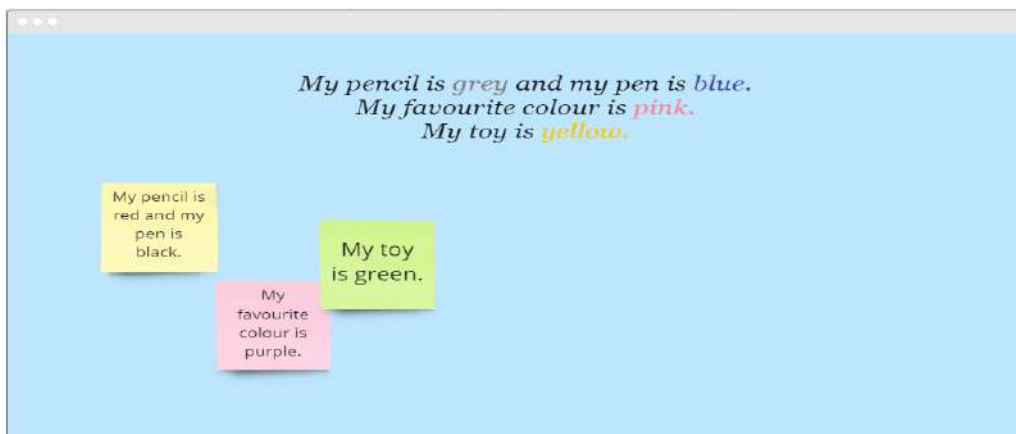 My pencil is grey and my pen is blue.
My favourite colour is pink.
My toy is yellow.
My pencil is
red and my
pen is
black.
My
favourite
colour is
purple.
My toy
is green.